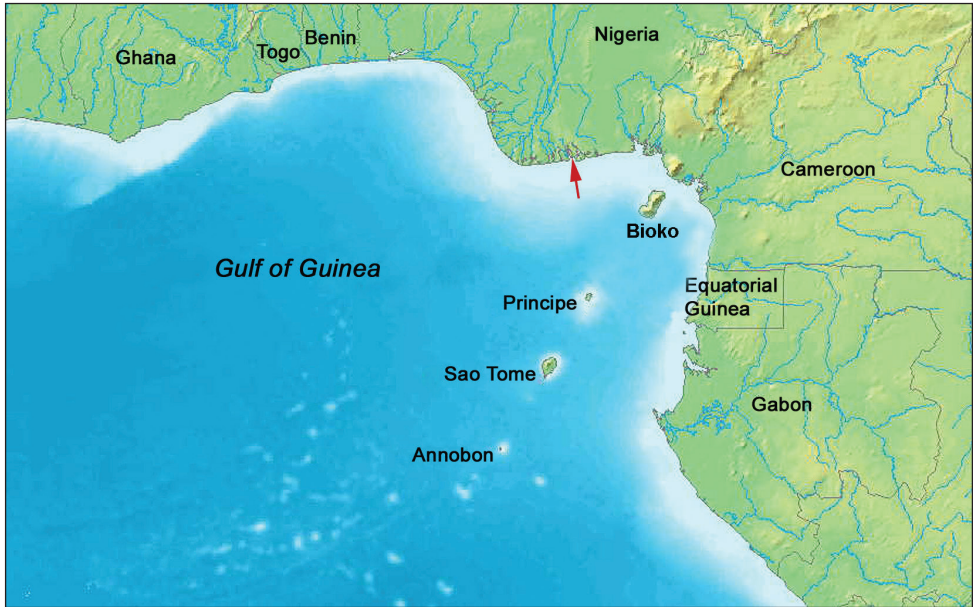 Ghana
Togo
Benin
Nigeria
Cameroon
Bioko
Gulf of Guinea
Equatorial
Guinea
Principe
Sao Tome
Gabon
Annobon